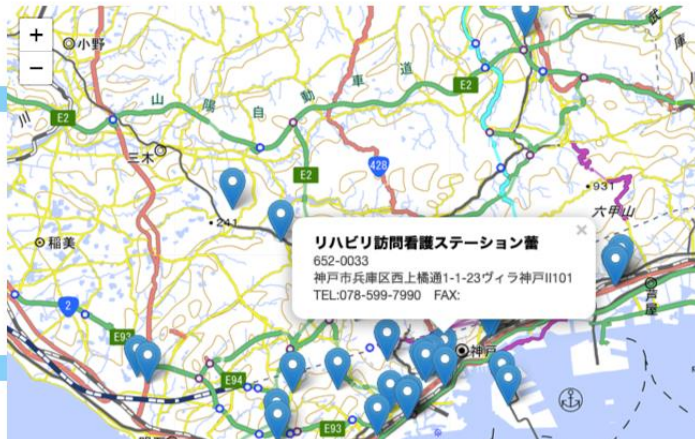 +
小野
武
庫
川
−
E2
山陽自動車道
E2
三木
428
E2
931
六甲山
241
稲美
×
リハビリ訪問看護ステーション蕾
652-0033
神戸市兵庫区西上橘通1-1-23ヴィラ神戸II101
TEL:078-599-7990 FAX:
芦屋
2
E93
神戸
E94
E93